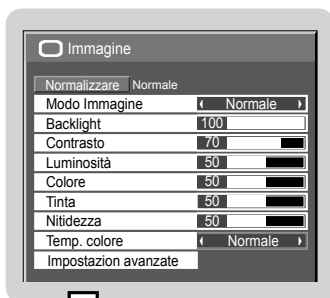 Immagine
Normalizzare Normale
Modo Immagine Normale
Backlight 100
Contrasto 70
Luminosità 50
Colore 50
Tinta 50
Nitidezza 50
Temp. colore Normale
Impostazion avanzate